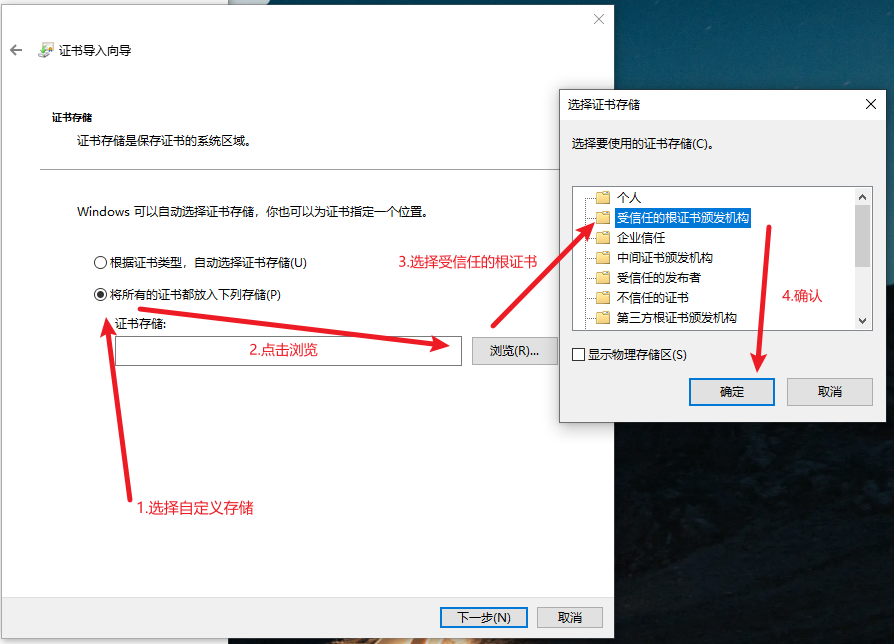 证书导入向导
证书存储
证书存储是保存证书的系统区域。
Windows 可以自动选择证书存储，你也可以为证书指定一个位置。
根据证书类型，自动选择证书存储(U)
将所有的证书都放入下列存储(P)
证书存储:
2.点击浏览
浏览(R)...
1.选择自定义存储
下一步(N)
取消
3.选择受信任的根证书
选择证书存储
选择要使用的证书存储(C)。
个人
受信任的根证书颁发机构
企业信任
中间证书颁发机构
受信任的发布者
不信任的证书
第三方根证书颁发机构
4.确认
显示物理存储区(S)
确定
取消